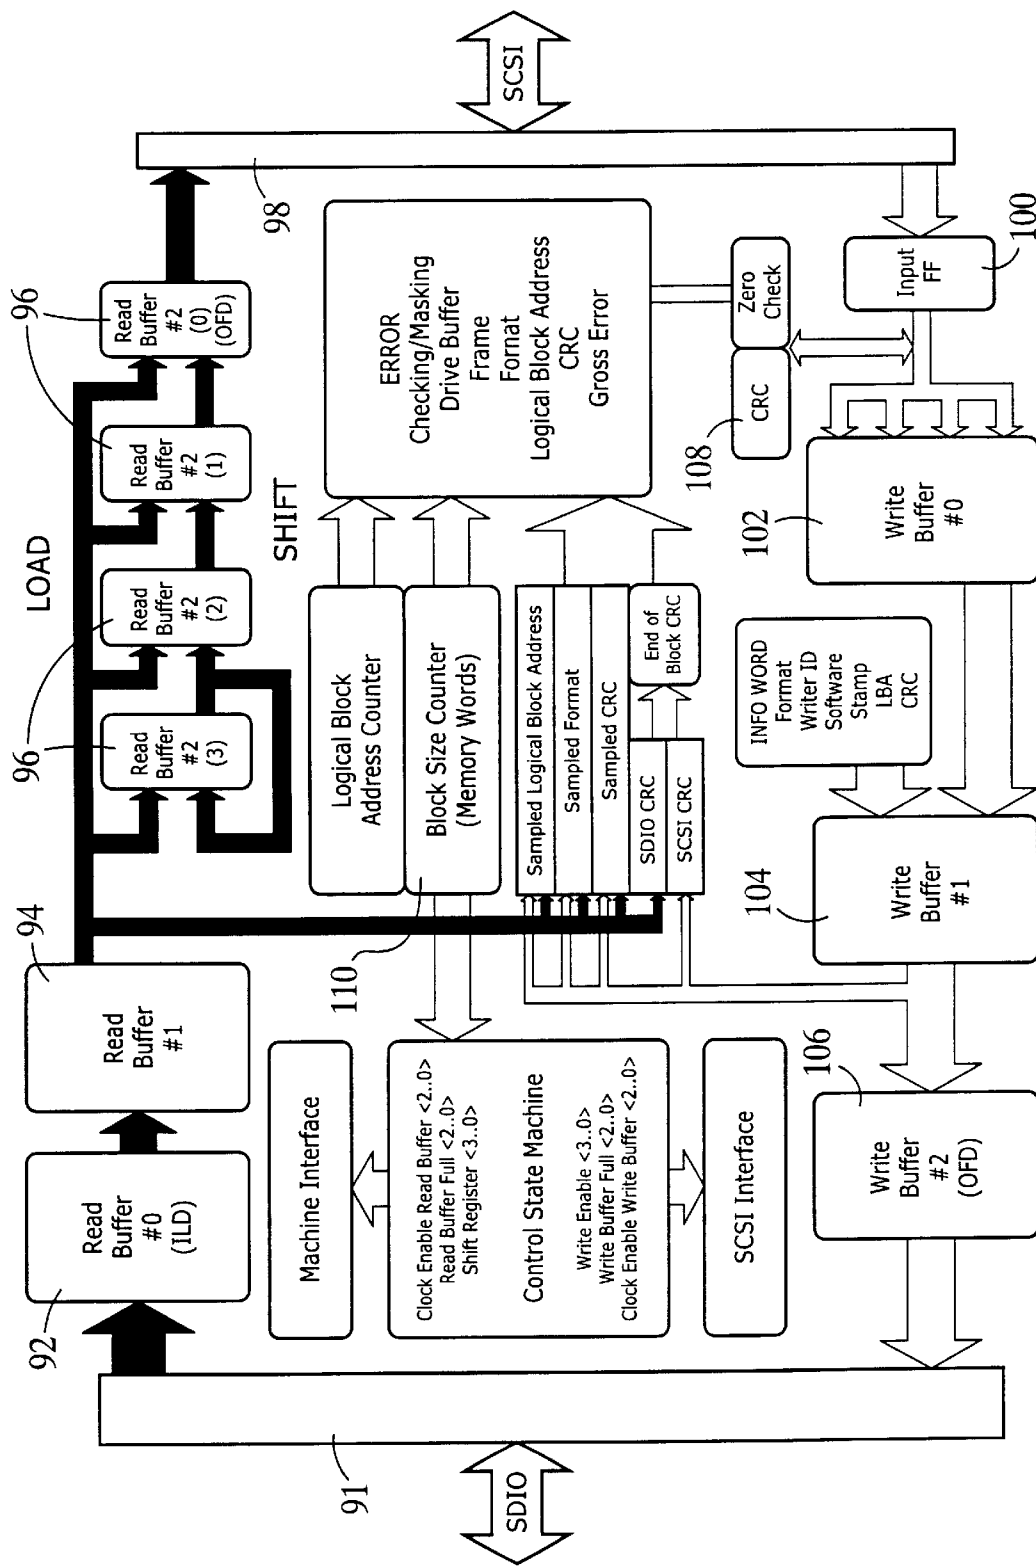 SDIO
91
92
Read
Buffer
#0
(ILD)
94
Read
Buffer
#1
LOAD
96
Read
Buffer
#2
(3)
96
Read
Buffer
#2
(2)
96
Read
Buffer
#2
(1)
Read
Buffer
#2
(0)
(OFD)
SHIFT
98
SCSI
Machine Interface
Clock Enable Read Buffer <2..0>
Read Buffer Full <2..0>
Shift Register <3..0>
Control State Machine
Write Enable <3..0>
Write Buffer Full <2..0>
Clock Enable Write Buffer <2..0>
SCSI Interface
110
Logical Block
Address Counter
Block Size Counter
(Memory Words)
Sampled Logical Block Address
Sampled Format
Sampled CRC
SDIO CRC
SCSI CRC
End of
Block CRC
ERROR
Checking/Masking
Drive Buffer
Frame
Format
Logical Block Address
CRC
Gross Error
108
CRC
Zero
Check
106
Write
Buffer
#2
(OFD)
104
Write
Buffer
#1
INFO WORD
Format
Writer ID
Software
Stamp
LBA
CRC
102
Write
Buffer
#0
Input
FF
100